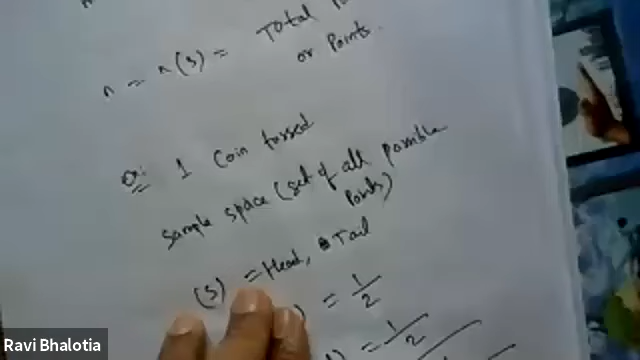 n = n(s) = Total
or Points.
Ex: 1 Coin tossed
Sample space (set of all possible
Points)
(s) = Head, Tail
) = 1/2
) = 1/2
Ravi Bhalotia